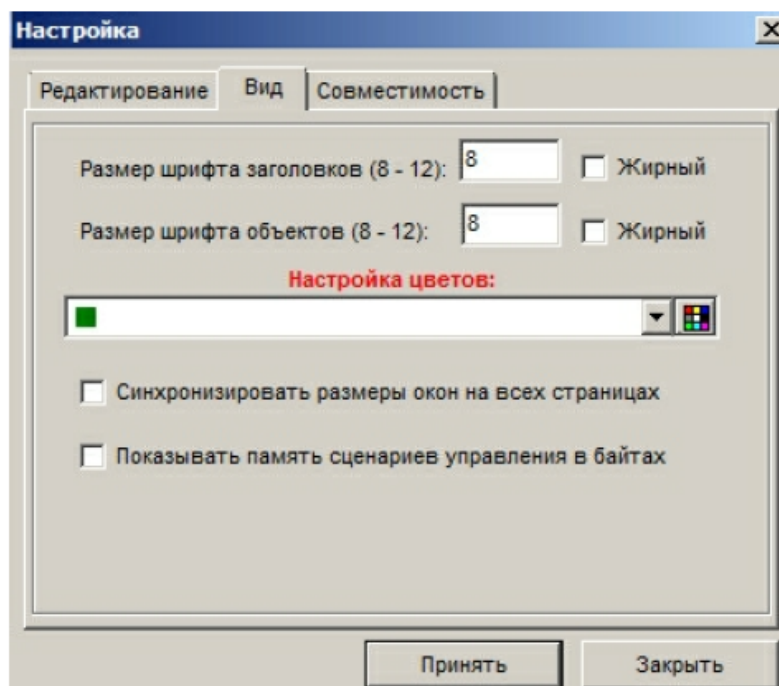 Настройка
Редактирование Вид Совместимость
Размер шрифта заголовков (8 - 12): 8 Жирный
Размер шрифта объектов (8 - 12): 8 Жирный
Настройка цветов:
Синхронизировать размеры окон на всех страницах
Показывать память сценариев управления в байтах
Принять Закрыть